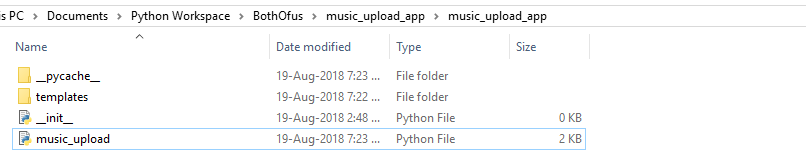 is PC > Documents > Python Workspace > BothOfus > music_upload_app > music_upload_app
Name Date modified Type Size
__pycache__ 19-Aug-2018 7:23 ... File folder
templates 19-Aug-2018 7:22 ... File folder
__init__ 19-Aug-2018 2:48 ... Python File 0 KB
music_upload 19-Aug-2018 7:23 ... Python File 2 KB